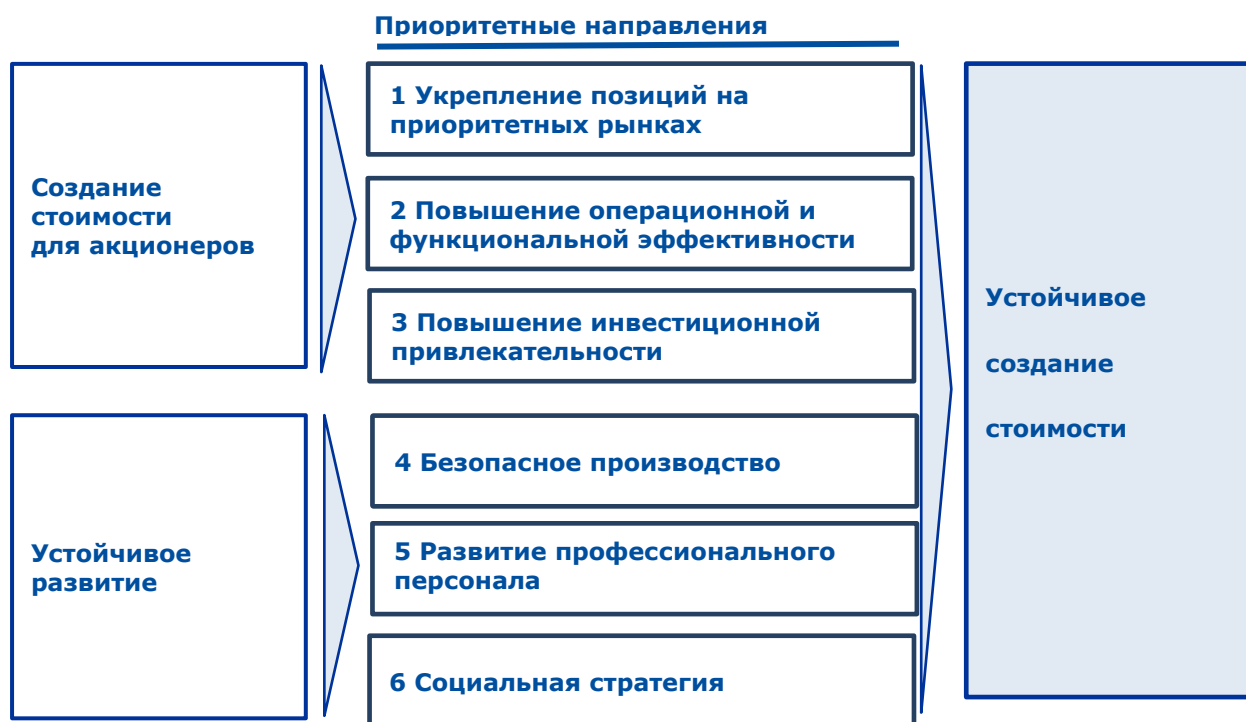 Приоритетные направления
Создание
стоимости
для акционеров
1 Укрепление позиций на
приоритетных рынках
2 Повышение операционной и
функциональной эффективности
3 Повышение инвестиционной
привлекательности
Устойчивое
развитие
4 Безопасное производство
5 Развитие профессионального
персонала
6 Социальная стратегия
Устойчивое
создание
стоимости